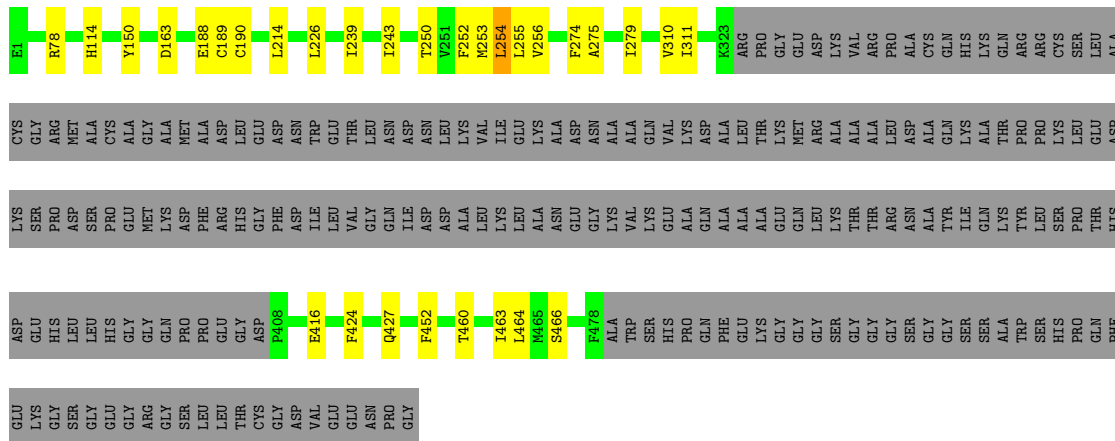 E1 R78 H114 Y150 D163 E188 C189 C190 L214 L226 I239 I243 T250 V251 F252 M253 L254 L255 V256 F274 A275 I279 V310 I311 K323 ARG PRO GLY GLU ASP LYS VAL ARG PRO ALA CYS GLN HIS LYS GLN ARG ARG CYS SER LEU ALA
CYS GLY ARG MET ALA CYS ALA GLY ALA MET ALA ASP LEU GLU ASP ASN TRP GLU THR LEU ASN ASP ASN LEU LYS VAL ILE GLU LYS ALA ASP ASN ALA ALA GLN VAL LYS ASP ALA LEU THR LYS MET ARG ALA ALA ALA LEU ASP ALA GLN LYS ALA THR PRO PRO LYS LEU GLU ASP
LYS SER PRO ASP SER PRO GLU MET LYS ASP PHE ARG HIS GLY PHE ASP ILE LEU VAL GLY GLN ILE ASP ASP ALA LEU LYS LEU ALA ASN GLU GLY LYS VAL LYS GLU ALA GLN ALA ALA ALA GLU GLN LEU LYS THR THR ARG ASN ALA TYR ILE GLN LYS TYR LEU SER PRO THR HIS
ASP GLU HIS LEU LEU HIS GLY GLY GLN PRO PRO GLU GLY ASP P408 E416 F424 Q427 F452 T460 I463 L464 M465 S466 F478 ALA TRP SER HIS PRO GLN PHE GLU LYS GLY GLY GLY SER GLY GLY GLY SER GLY GLY SER SER ALA TRP SER HIS PRO GLN PHE
GLU LYS GLY SER GLY GLU GLY ARG GLY SER LEU LEU THR CYS GLY ASP VAL GLU GLU ASN PRO GLY